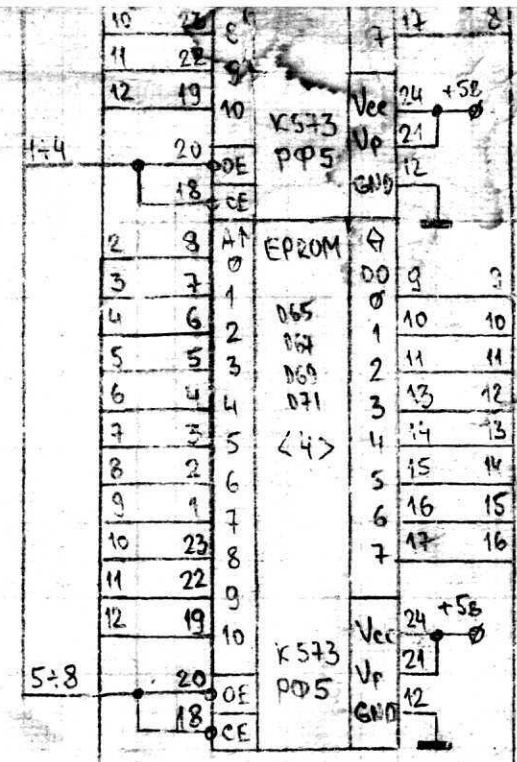 10 8 7 17 8
11 22 9
12 19 10 Vcc 24 +5В
К573 Vp 21
1÷4 20 OE РФ5 GND 12
18 CE
2 8 A↑ EPROM
3 7 0 DO 9 9
4 6 1 D65 0
5 5 2 D67 1 10 10
6 4 3 D69 2 11 11
7 3 4 D71 3 13 12
8 2 5 <4> 4 14 13
9 1 6 5 15 14
10 23 7 6 16 15
11 22 8 7 17 16
12 19 9
10 Vcc 24 +5В
К573 Vp 21
5÷8 20 OE РФ5 GND 12
18 CE